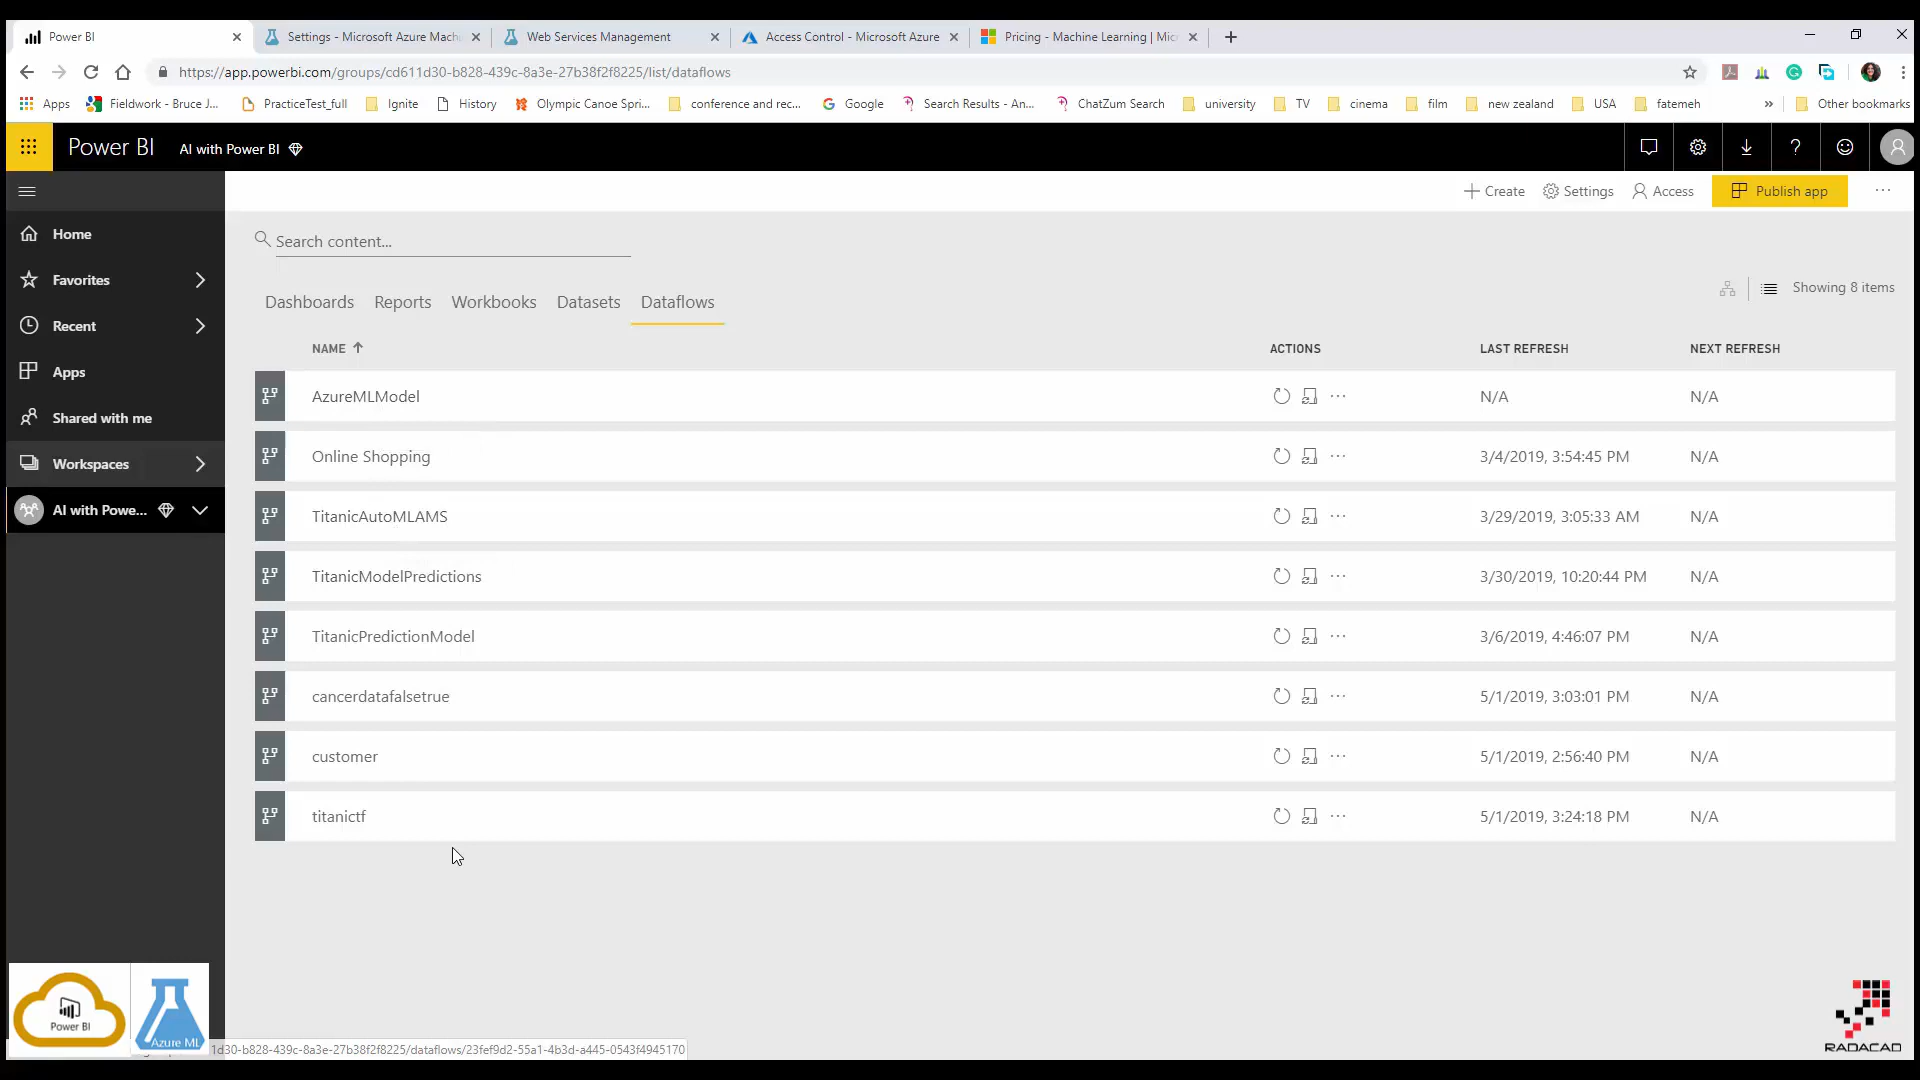 Power BI
Settings - Microsoft Azure Mach
Web Services Management
Access Control - Microsoft Azure
Pricing - Machine Learning | Mic
https://app.powerbi.com/groups/cd611d30-b828-439c-8a3e-27b38f2f8225/list/dataflows
Apps
Fieldwork - Bruce J...
PracticeTest_full
Ignite
History
Olympic Canoe Spri...
conference and rec...
Google
Search Results - An...
ChatZum Search
university
TV
cinema
film
new zealand
USA
fatemeh
»
Other bookmarks
Power BI
AI with Power BI
Create
Settings
Access
Publish app
Home
Favorites
Recent
Apps
Shared with me
Workspaces
AI with Powe...
Search content...
Dashboards
Reports
Workbooks
Datasets
Dataflows
Showing 8 items
NAME
ACTIONS
LAST REFRESH
NEXT REFRESH
AzureMLModel
N/A
N/A
Online Shopping
3/4/2019, 3:54:45 PM
N/A
TitanicAutoMLAMS
3/29/2019, 3:05:33 AM
N/A
TitanicModelPredictions
3/30/2019, 10:20:44 PM
N/A
TitanicPredictionModel
3/6/2019, 4:46:07 PM
N/A
cancerdatafalsetrue
5/1/2019, 3:03:01 PM
N/A
customer
5/1/2019, 2:56:40 PM
N/A
titanictf
5/1/2019, 3:24:18 PM
N/A
Power BI
Azure ML
1d30-b828-439c-8a3e-27b38f2f8225/dataflows/23fef9d2-55a1-4b3d-a445-0543f4945170
RADACAD